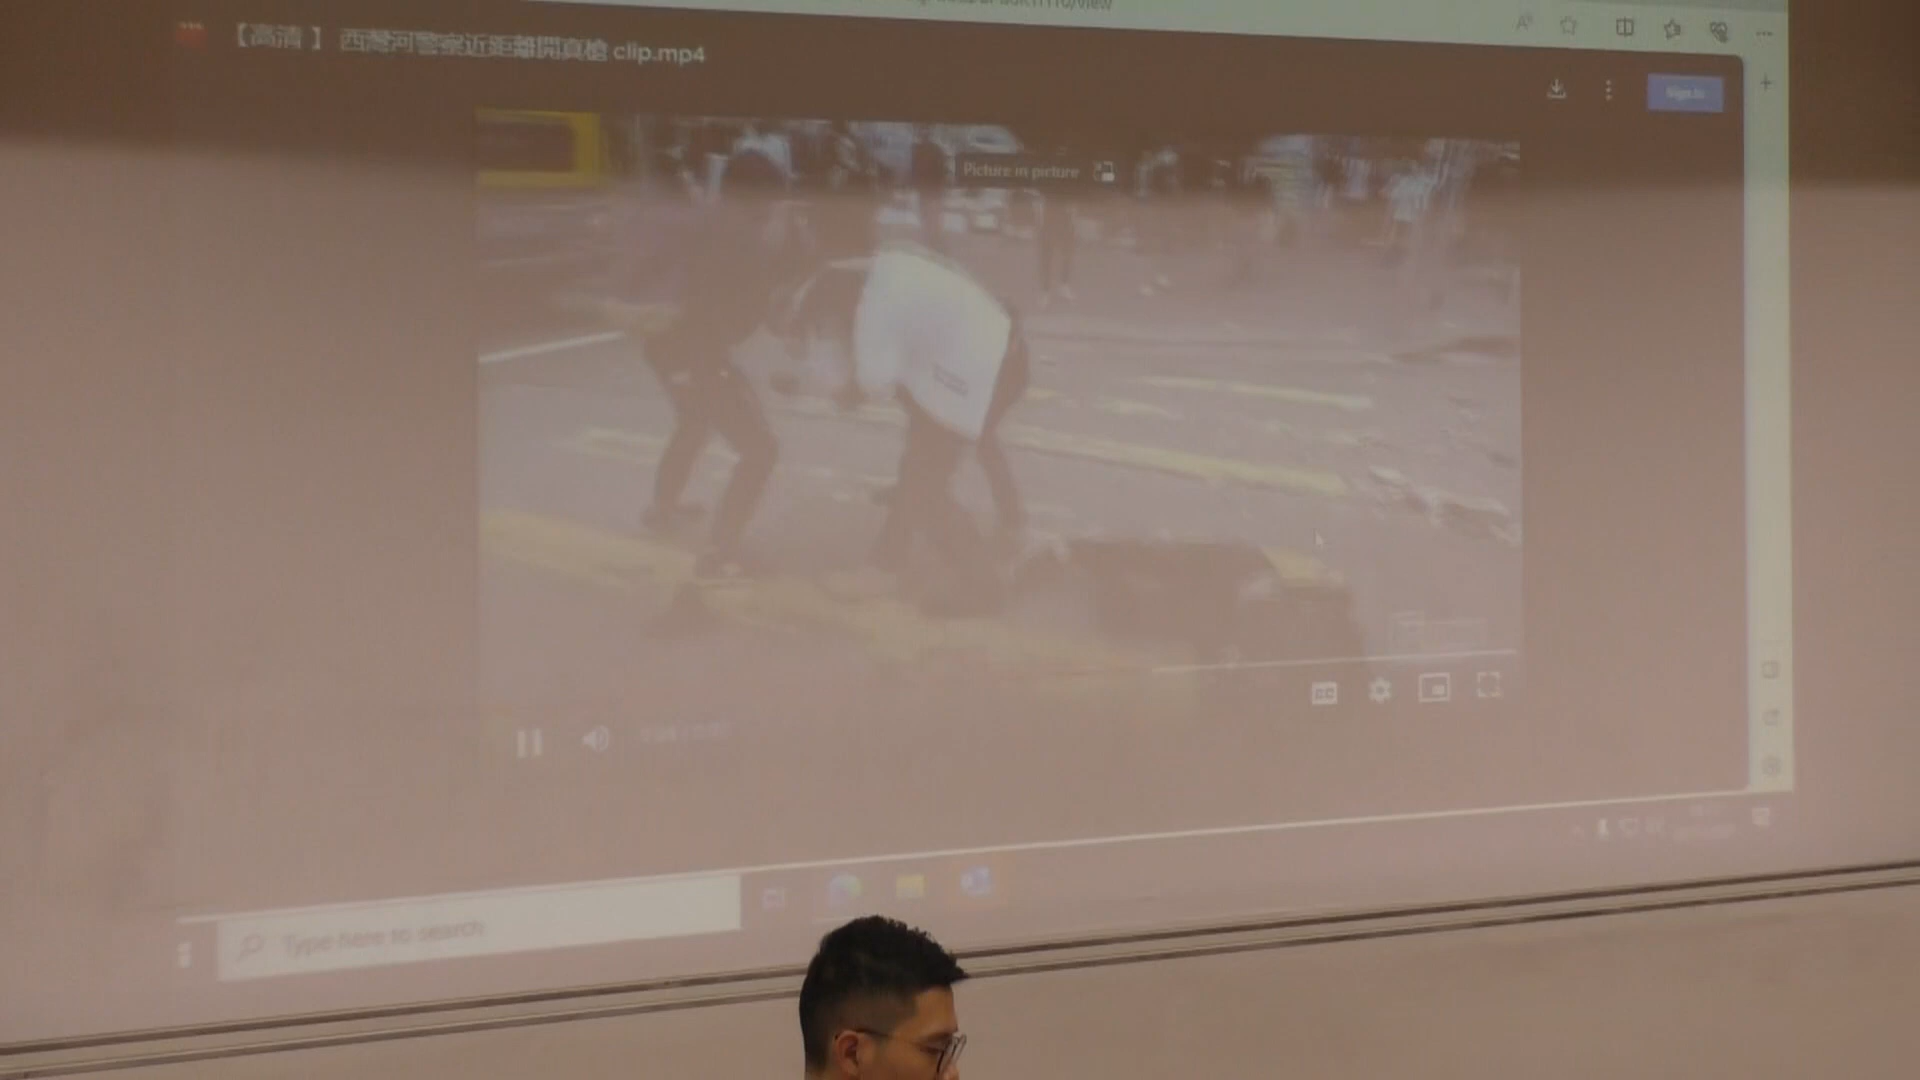 【高清 】 西灣河警察近距離開真槍 clip.mp4
Sign in
Picture in picture
CC
Type here to search